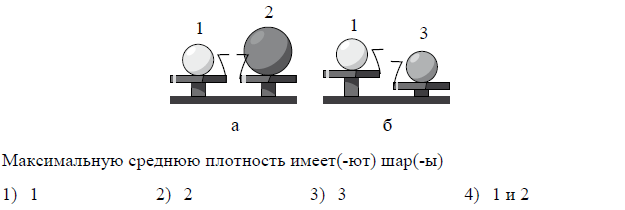 1 2 1 3
а б
Максимальную среднюю плотность имеет(-ют) шар(-ы)
1) 1 2) 2 3) 3 4) 1 и 2